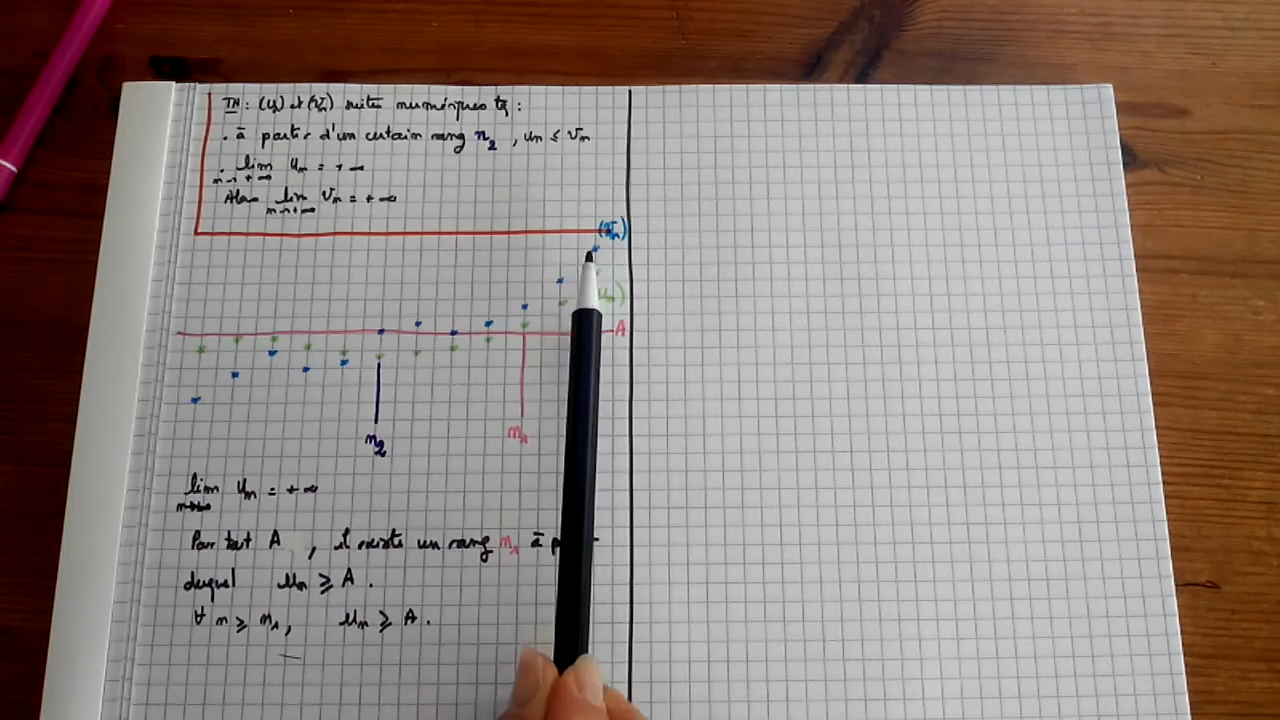 TH : (un) et (vn) suites numériques tq :
. à partir d'un certain rang n2 , un ≤ vn
. lim un = + ∞
n→+∞
Alors lim vn = + ∞
n→+∞
(vn)
(un)
A
n2
n1
lim un = + ∞
Pour tout A , il existe un rang n1 à
duquel un ⩾ A .
∀ n ⩾ n1, un ⩾ A .